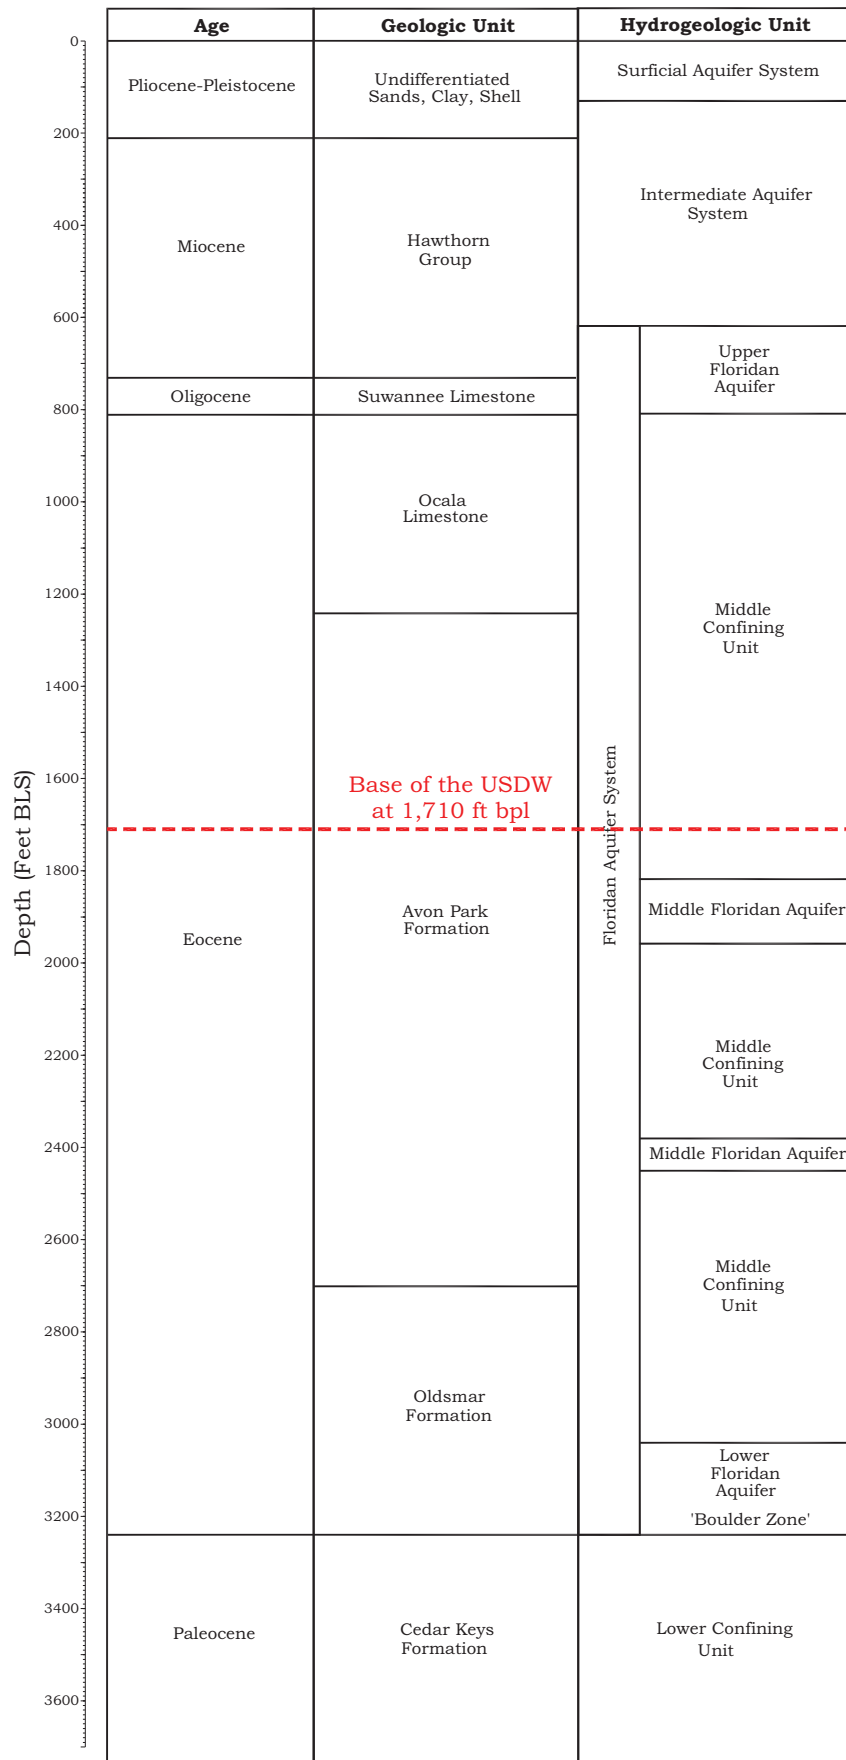 Age
Geologic Unit
Hydrogeologic Unit
0
200
400
600
800
1000
1200
1400
1600
1800
2000
2200
2400
2600
2800
3000
3200
3400
3600
Depth (Feet BLS)
Pliocene-Pleistocene
Miocene
Oligocene
Eocene
Paleocene
Undifferentiated
Sands, Clay, Shell
Hawthorn
Group
Suwannee Limestone
Ocala
Limestone
Base of the USDW
at 1,710 ft bpl
Avon Park
Formation
Oldsmar
Formation
Cedar Keys
Formation
Surficial Aquifer System
Intermediate Aquifer
System
Floridan Aquifer System
Upper
Floridan
Aquifer
Middle
Confining
Unit
Middle Floridan Aquifer
Middle
Confining
Unit
Middle Floridan Aquifer
Middle
Confining
Unit
Lower
Floridan
Aquifer
'Boulder Zone'
Lower Confining
Unit